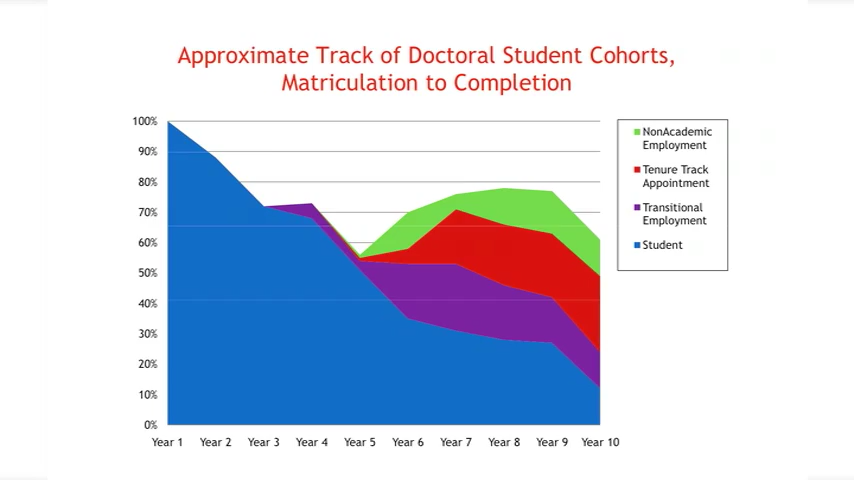 Approximate Track of Doctoral Student Cohorts,
Matriculation to Completion
100%
90%
80%
70%
60%
50%
40%
30%
20%
10%
0%
Year 1
Year 2
Year 3
Year 4
Year 5
Year 6
Year 7
Year 8
Year 9
Year 10
NonAcademic
Employment
Tenure Track
Appointment
Transitional
Employment
Student